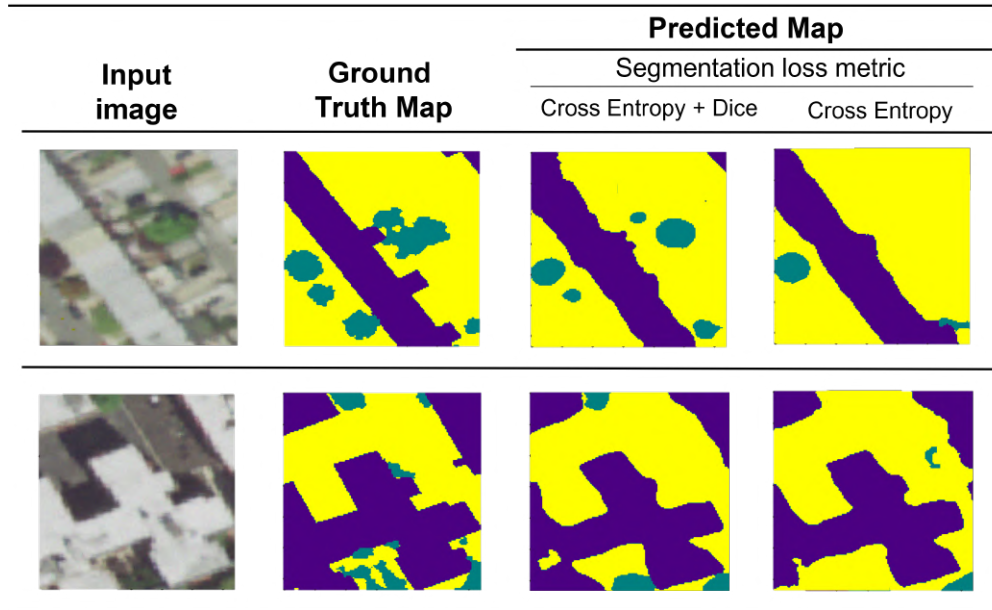 Predicted Map
Segmentation loss metric
Input
image
Ground
Truth Map
Cross Entropy + Dice
Cross Entropy